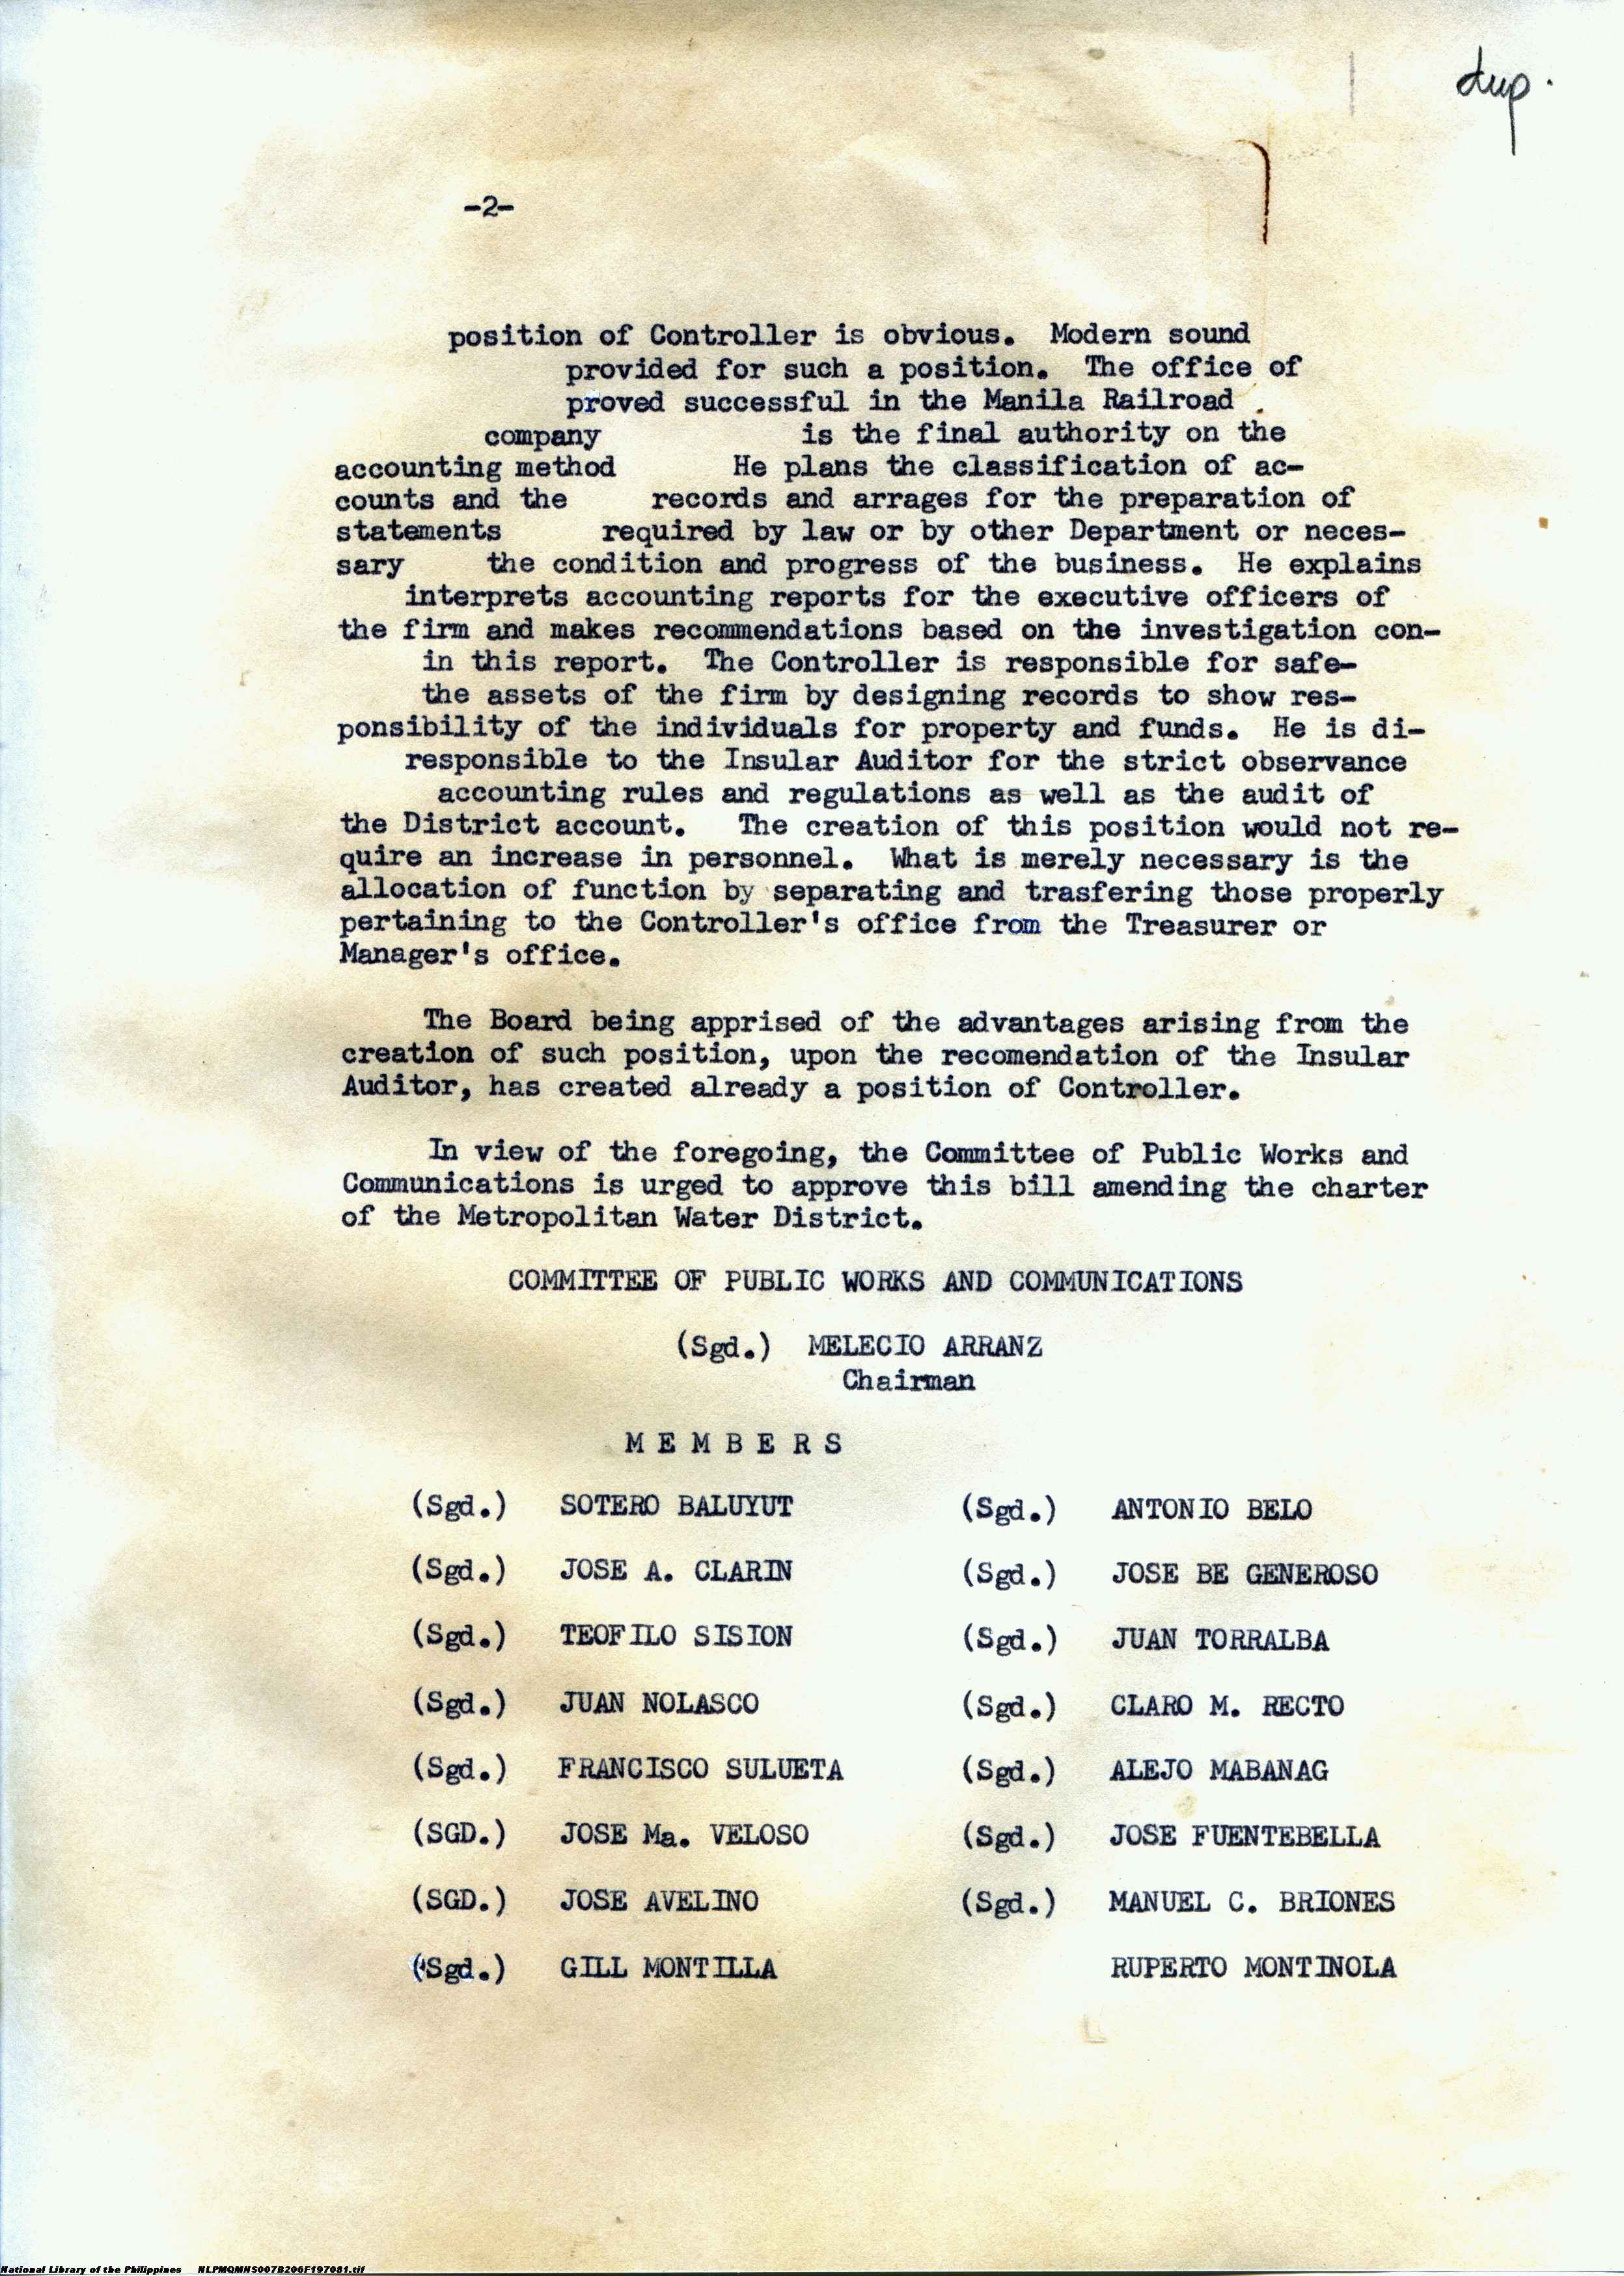 dup.
-2-
position of Controller is obvious. Modern sound
provided for such a position. The office of
proved successful in the Manila Railroad .
company is the final authority on the
accounting method He plans the classification of ac-
counts and the records and arrages for the preparation of
statements required by law or by other Department or neces-
sary the condition and progress of the business. He explains
interprets accounting reports for the executive officers of
the firm and makes recommendations based on the investigation con-
in this report. The Controller is responsible for safe-
the assets of the firm by designing records to show res-
ponsibility of the individuals for property and funds. He is di-
responsible to the Insular Auditor for the strict observance
accounting rules and regulations as well as the audit of
the District account. The creation of this position would not re-
quire an increase in personnel. What is merely necessary is the
allocation of function by separating and trasfering those properly
pertaining to the Controller's office from the Treasurer or
Manager's office.
The Board being apprised of the advantages arising from the
creation of such position, upon the recomendation of the Insular
Auditor, has created already a position of Controller.
In view of the foregoing, the Committee of Public Works and
Communications is urged to approve this bill amending the charter
of the Metropolitan Water District.
COMMITTEE OF PUBLIC WORKS AND COMMUNICATIONS
(Sgd.) MELECIO ARRANZ
Chairman
M E M B E R S
(Sgd.) SOTERO BALUYUT (Sgd.) ANTONIO BELO
(Sgd.) JOSE A. CLARIN (Sgd.) JOSE BE GENEROSO
(Sgd.) TEOFILO SISION (Sgd.) JUAN TORRALBA
(Sgd.) JUAN NOLASCO (Sgd.) CLARO M. RECTO
(Sgd.) FRANCISCO SULUETA (Sgd.) ALEJO MABANAG
(SGD.) JOSE Ma. VELOSO (Sgd.) JOSE FUENTEBELLA
(SGD.) JOSE AVELINO (Sgd.) MANUEL C. BRIONES
(Sgd.) GILL MONTILLA RUPERTO MONTINOLA
National Library of the Philippines NLPMQMNS007B206F197081.tif